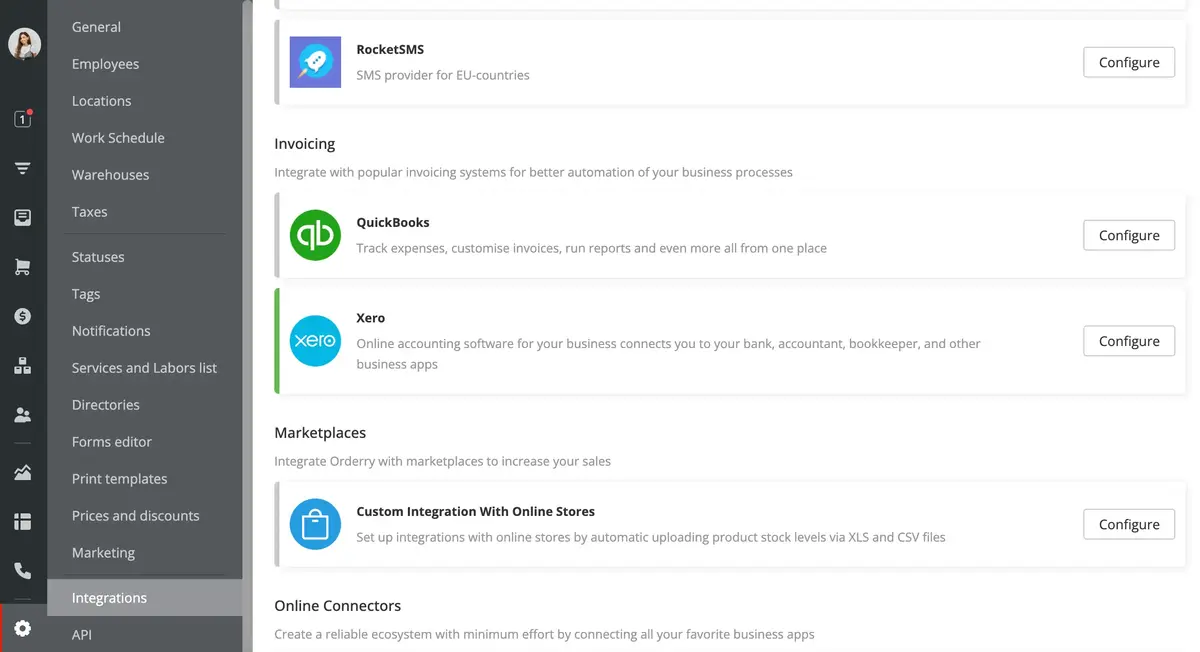 General
Employees
Locations
Work Schedule
Warehouses
Taxes
Statuses
Tags
Notifications
Services and Labors list
Directories
Forms editor
Print templates
Prices and discounts
Marketing
Integrations
API
1
RocketSMS
SMS provider for EU-countries
Configure
Invoicing
Integrate with popular invoicing systems for better automation of your business processes
qb
QuickBooks
Track expenses, customise invoices, run reports and even more all from one place
Configure
xero
Xero
Online accounting software for your business connects you to your bank, accountant, bookkeeper, and other
business apps
Configure
Marketplaces
Integrate Orderry with marketplaces to increase your sales
Custom Integration With Online Stores
Set up integrations with online stores by automatic uploading product stock levels via XLS and CSV files
Configure
Online Connectors
Create a reliable ecosystem with minimum effort by connecting all your favorite business apps